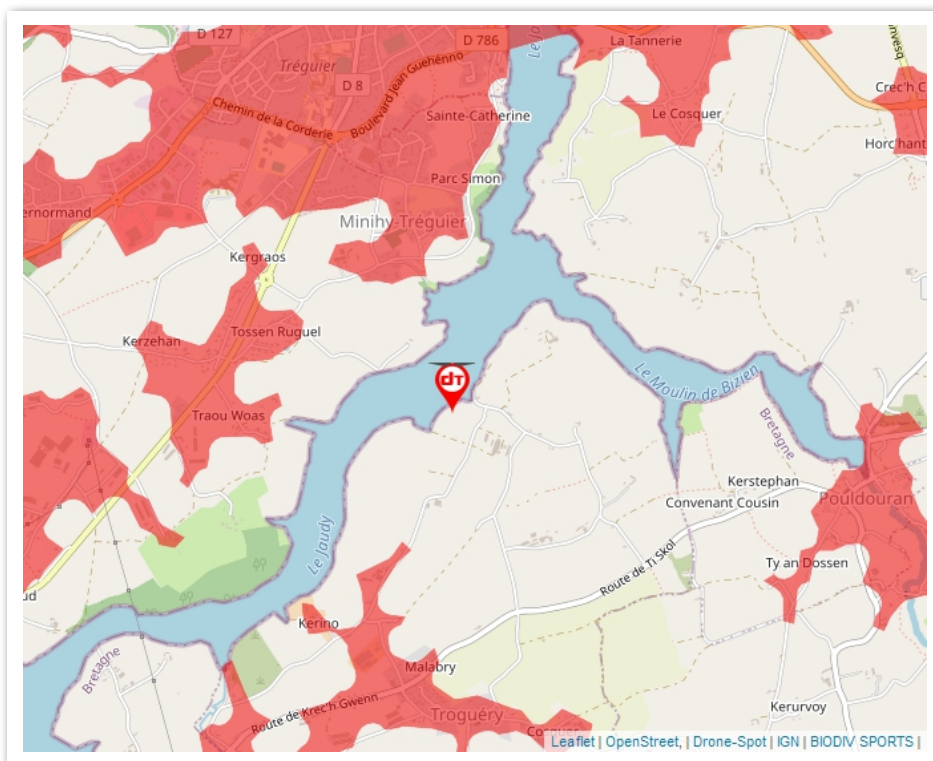 D 127
D 786
La Tannerie
Tréguier
D 8
Boulevard Jean Guéhenno
Crec'h C
Chemin de la Corderie
Sainte-Catherine
Le Cosquer
Horc'hant
Parc Simon
ernormand
Minihy-Tréguier
Kergraos
Kerzehan
Tossen Ruguel
dT
Le Moulin de Bizien
Traou Woas
Bretagne
Kerstephan
Pouldouran
Convenant Cousin
Le Jaudy
Route de Ti Skol
Ty an Dossen
ud
Kerino
Malabry
Bretagne
Route de Krec'h Gwenn
Troguéry
Kerurvoy
Leaflet | OpenStreet, | Drone-Spot | IGN | BIODIV SPORTS |